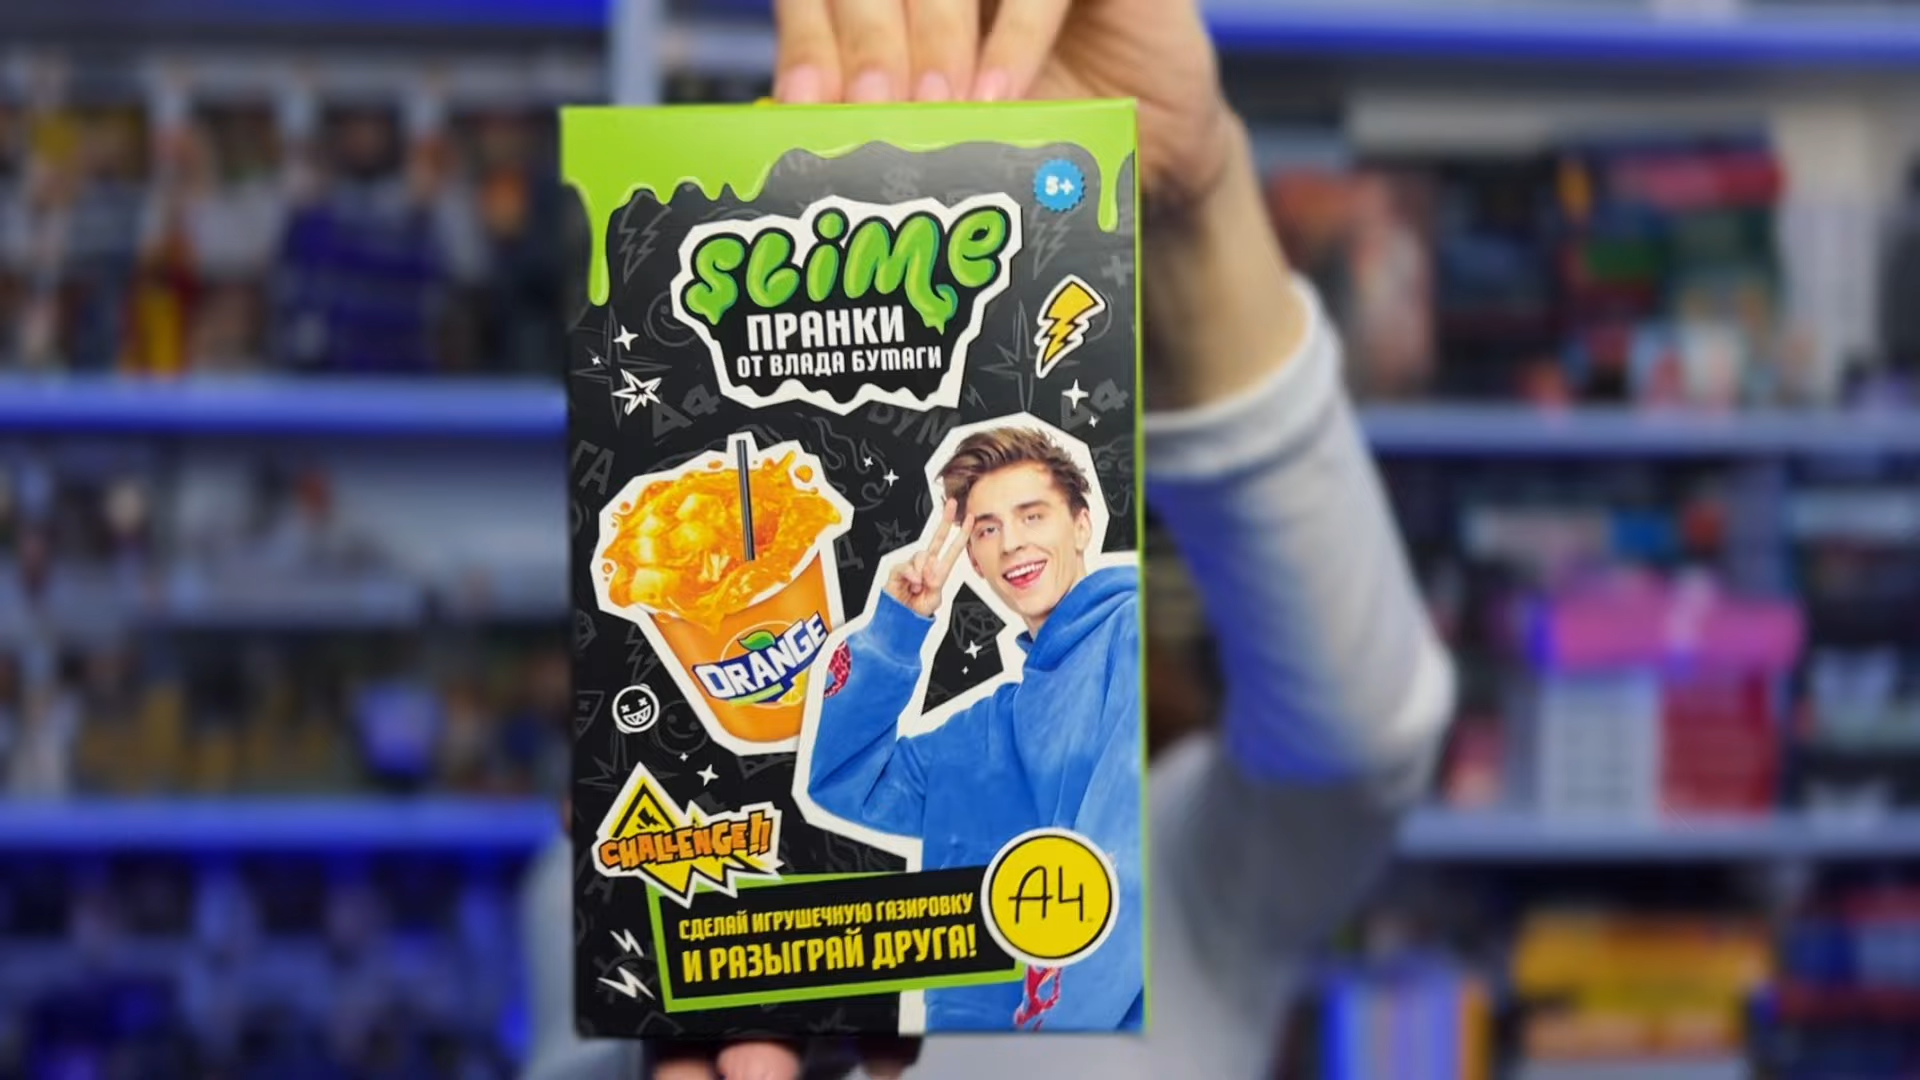 5+
SLiMe
ПРАНКИ
ОТ ВЛАДА БУМАГИ
ORANGE
CHALLENGE!!
СДЕЛАЙ ИГРУШЕЧНУЮ ГАЗИРОВКУ
И РАЗЫГРАЙ ДРУГА!
A4